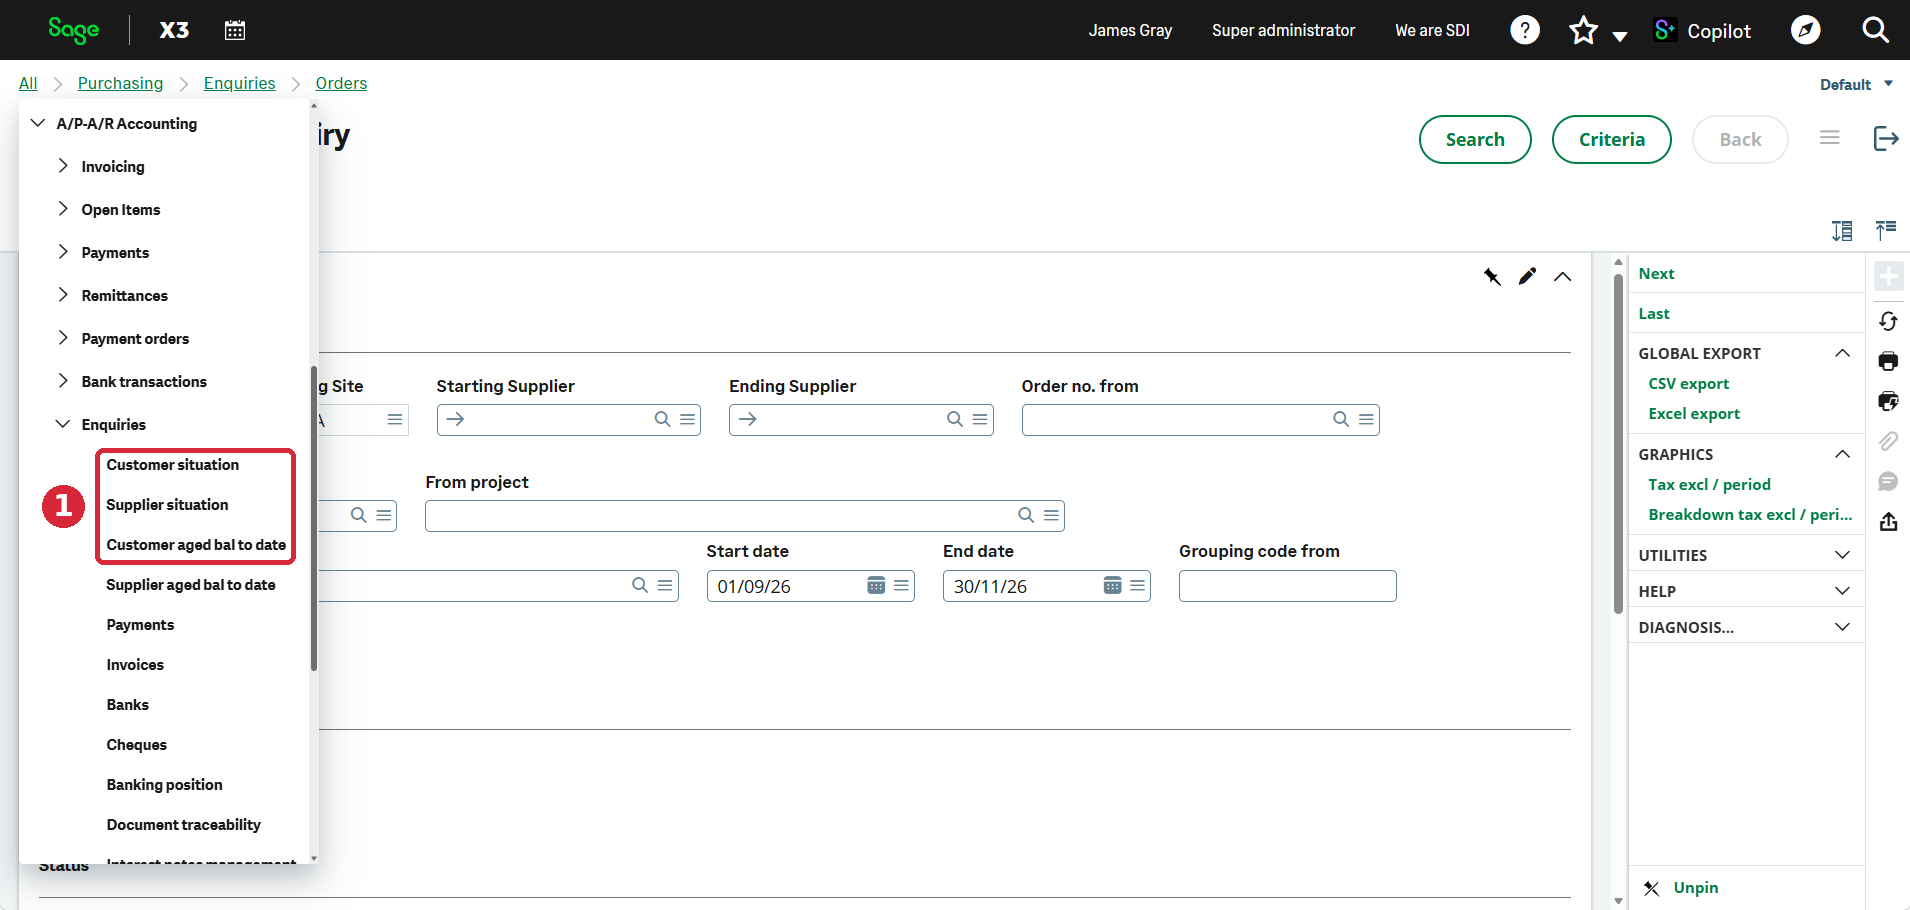 Sage X3 James Gray Super administrator We are SDI ? Copilot
All Purchasing Enquiries Orders Default
A/P-A/R Accounting
iry
Search Criteria Back
Invoicing
Open Items
Payments
Remittances
Payment orders
Bank transactions
Enquiries
Customer situation
1
Supplier situation
Customer aged bal to date
Supplier aged bal to date
Payments
Invoices
Banks
Cheques
Banking position
Document traceability
Interest notes management
g Site Starting Supplier Ending Supplier Order no. from
A
From project
Start date End date Grouping code from
01/09/26 30/11/26
Status
Next
Last
GLOBAL EXPORT
CSV export
Excel export
GRAPHICS
Tax excl / period
Breakdown tax excl / peri...
UTILITIES
HELP
DIAGNOSIS...
Unpin